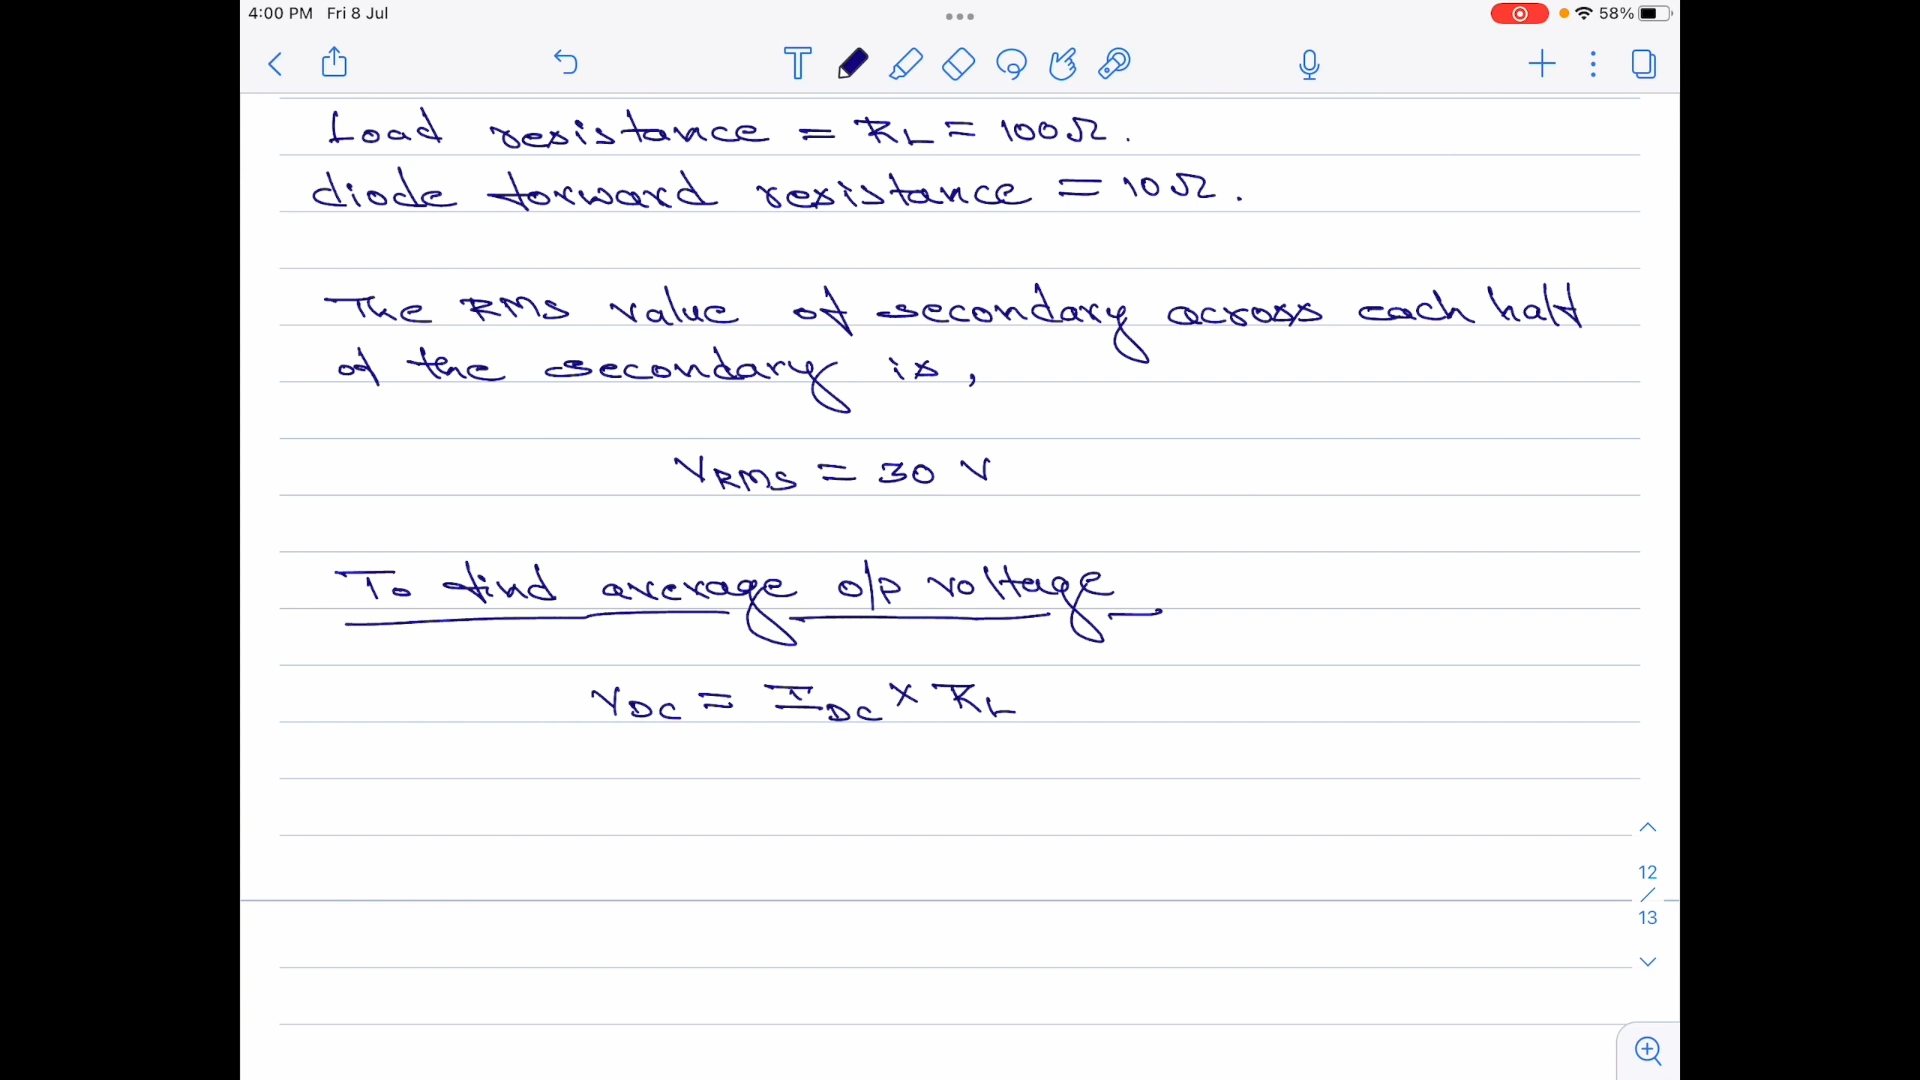 4:00 PM Fri 8 Jul
58%
Load resistance = RL = 100Ω.
diode forward resistance = 10Ω.
The RMS value of secondary across each half
of the secondary is,
VRMS = 30 V
To find average o/p voltage
VDC = IDC × RL
12
/
13